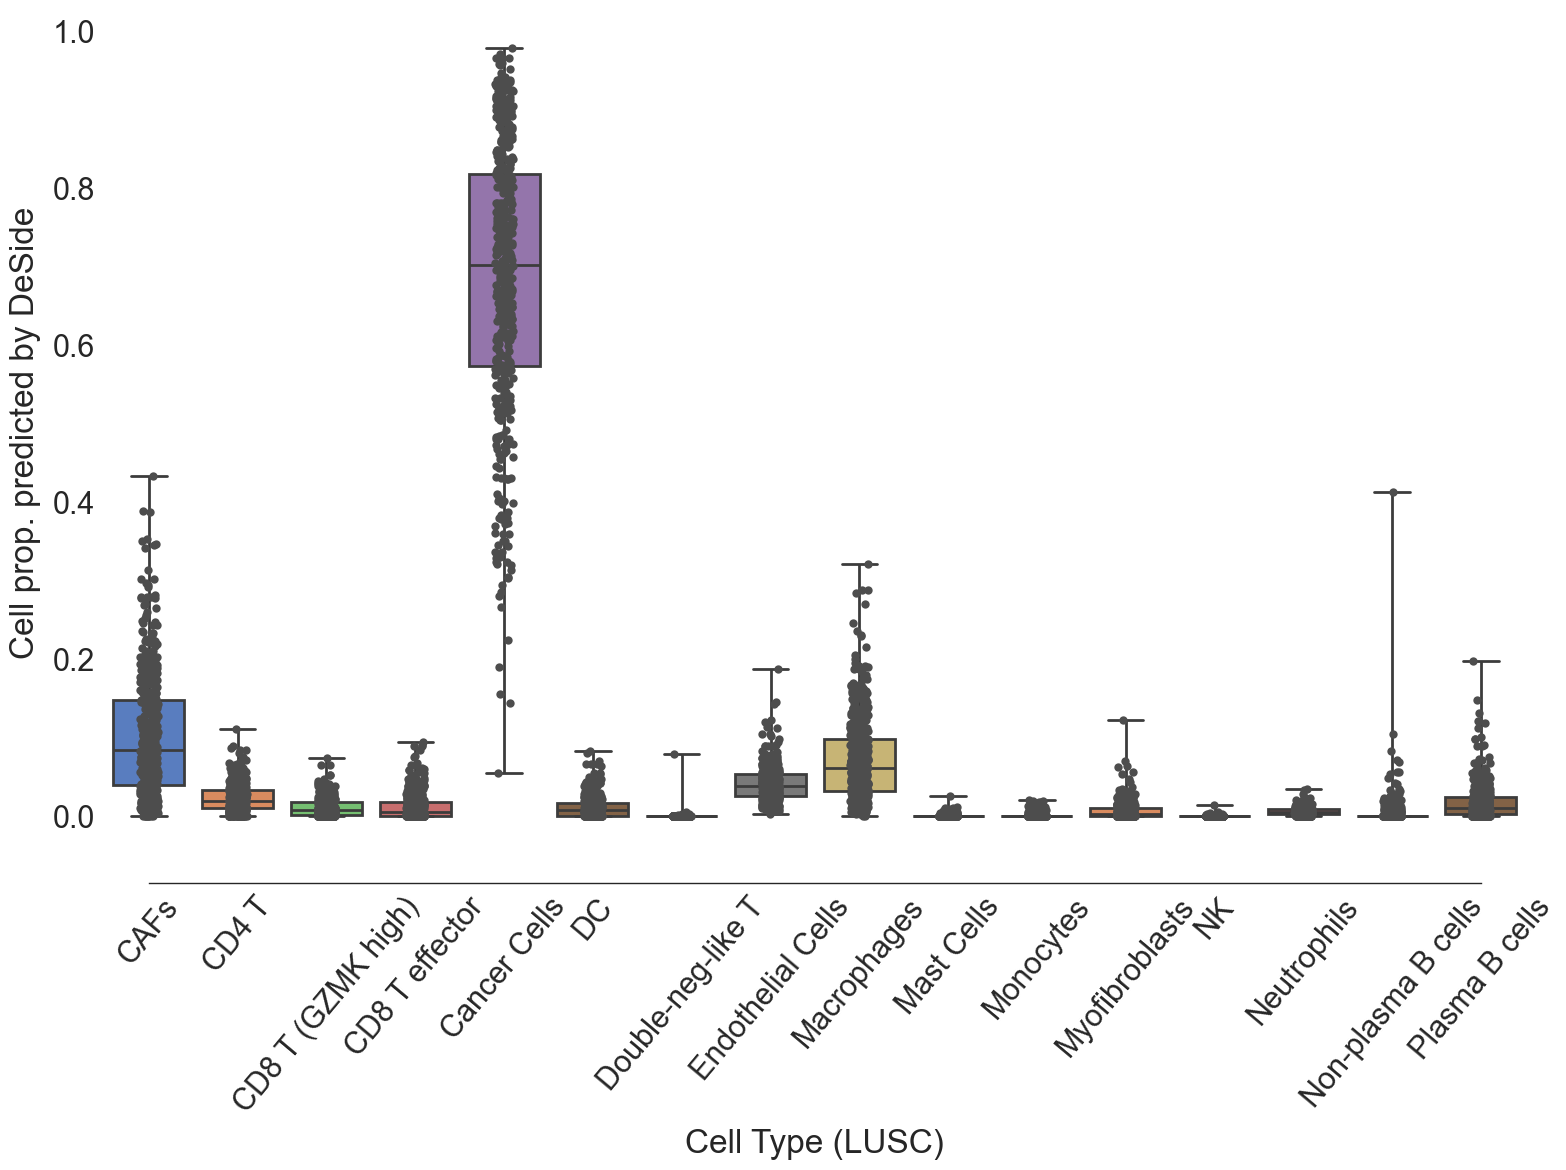 Cell prop. predicted by DeSide
1.0
0.8
0.6
0.4
0.2
0.0
CAFs
CD4 T
CD8 T (GZMK high)
CD8 T effector
Cancer Cells
DC
Double-neg-like T
Endothelial Cells
Macrophages
Mast Cells
Monocytes
Myofibroblasts
NK
Neutrophils
Non-plasma B cells
Plasma B cells
Cell Type (LUSC)